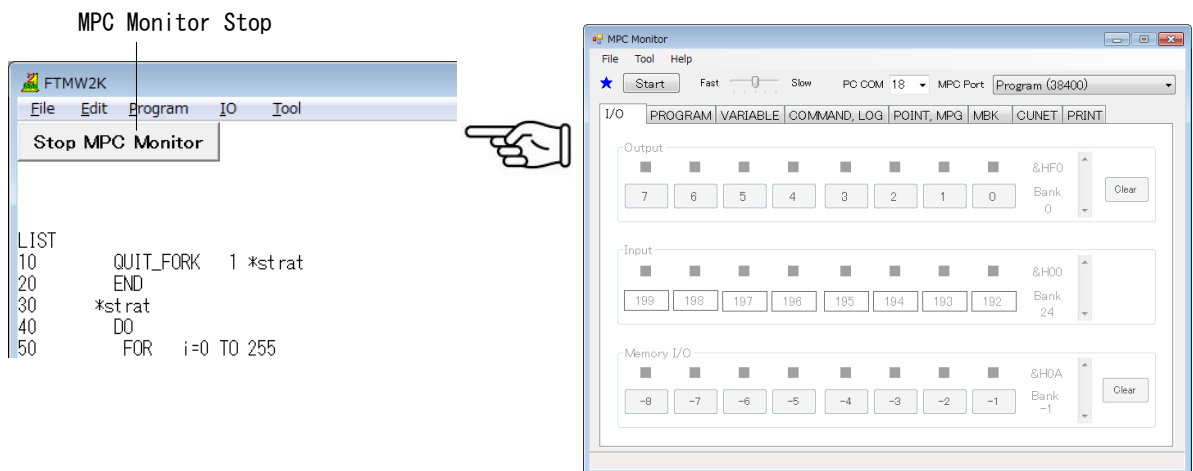 MPC Monitor Stop
FTMW2K
File Edit Program IO Tool
Stop MPC Monitor
LIST
10 QUIT_FORK 1 *strat
20 END
30 *strat
40 DO
50 FOR i=0 TO 255
MPC Monitor
File Tool Help
Start Fast Slow PC COM 18 MPC Port Program (38400)
I/O PROGRAM VARIABLE COMMAND, LOG POINT, MPG MBK CUNET PRINT
Output
&HF0
7 6 5 4 3 2 1 0 Bank Clear
0
Input
&H00
199 198 197 196 195 194 193 192 Bank
24
Memory I/O
&H0A
-8 -7 -6 -5 -4 -3 -2 -1 Bank Clear
-1